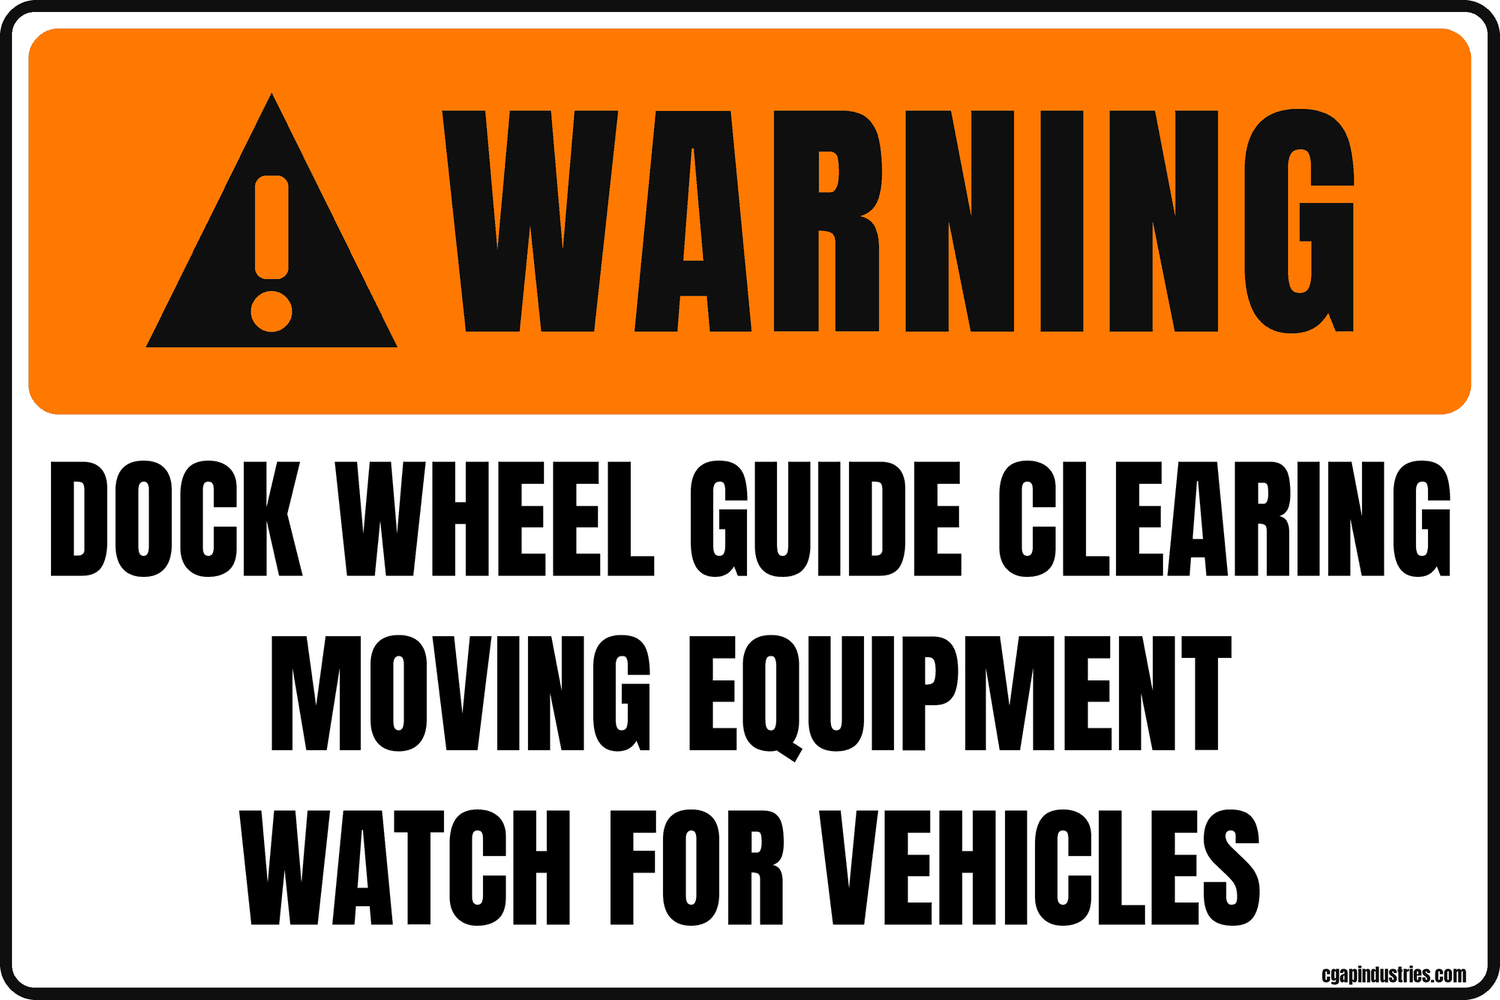 WARNING
DOCK WHEEL GUIDE CLEARING
MOVING EQUIPMENT
WATCH FOR VEHICLES
cgapindustries.com